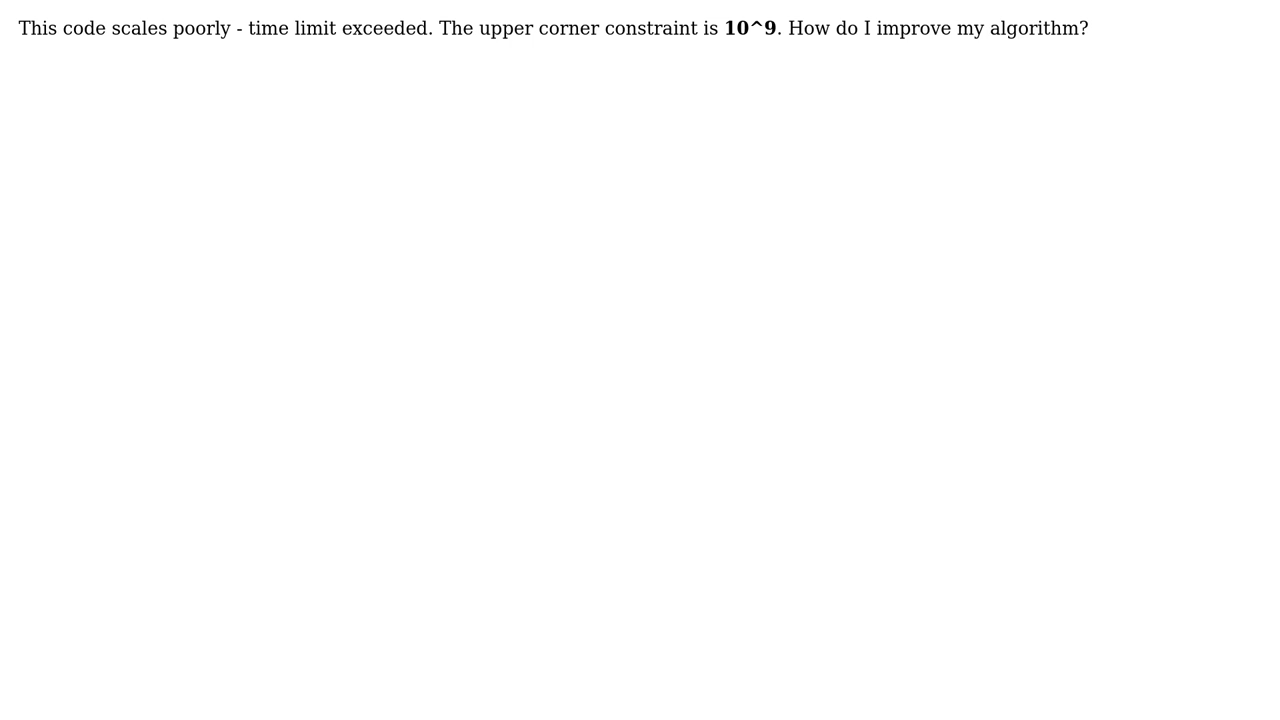 This code scales poorly - time limit exceeded. The upper corner constraint is 10^9. How do I improve my algorithm?